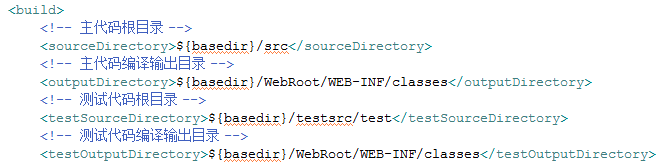 <build>
<!-- 主代码根目录 -->
<sourceDirectory>${basedir}/src</sourceDirectory>
<!-- 主代码编译输出目录 -->
<outputDirectory>${basedir}/WebRoot/WEB-INF/classes</outputDirectory>
<!-- 测试代码根目录 -->
<testSourceDirectory>${basedir}/testsrc/test</testSourceDirectory>
<!-- 测试代码编译输出目录 -->
<testOutputDirectory>${basedir}/WebRoot/WEB-INF/classes</testOutputDirectory>